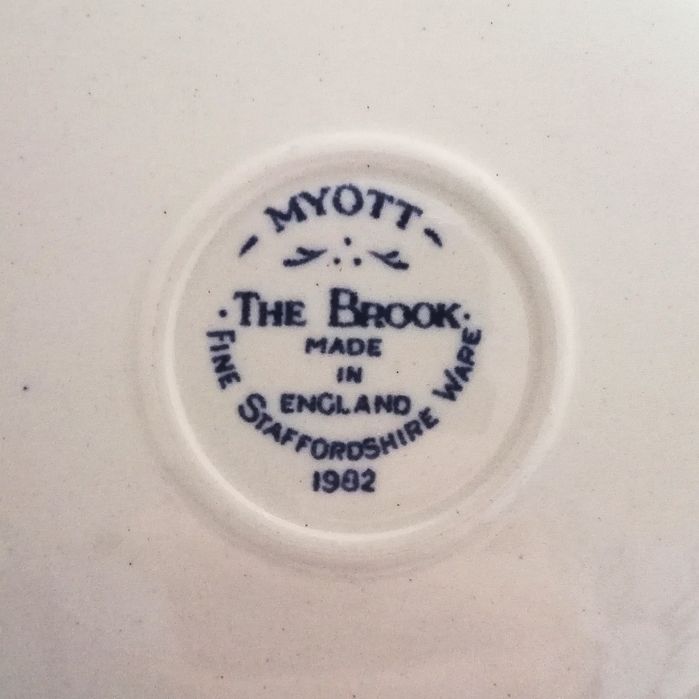 MYOTT
THE BROOK
MADE
IN
ENGLAND
FINE STAFFORDSHIRE WARE
1982